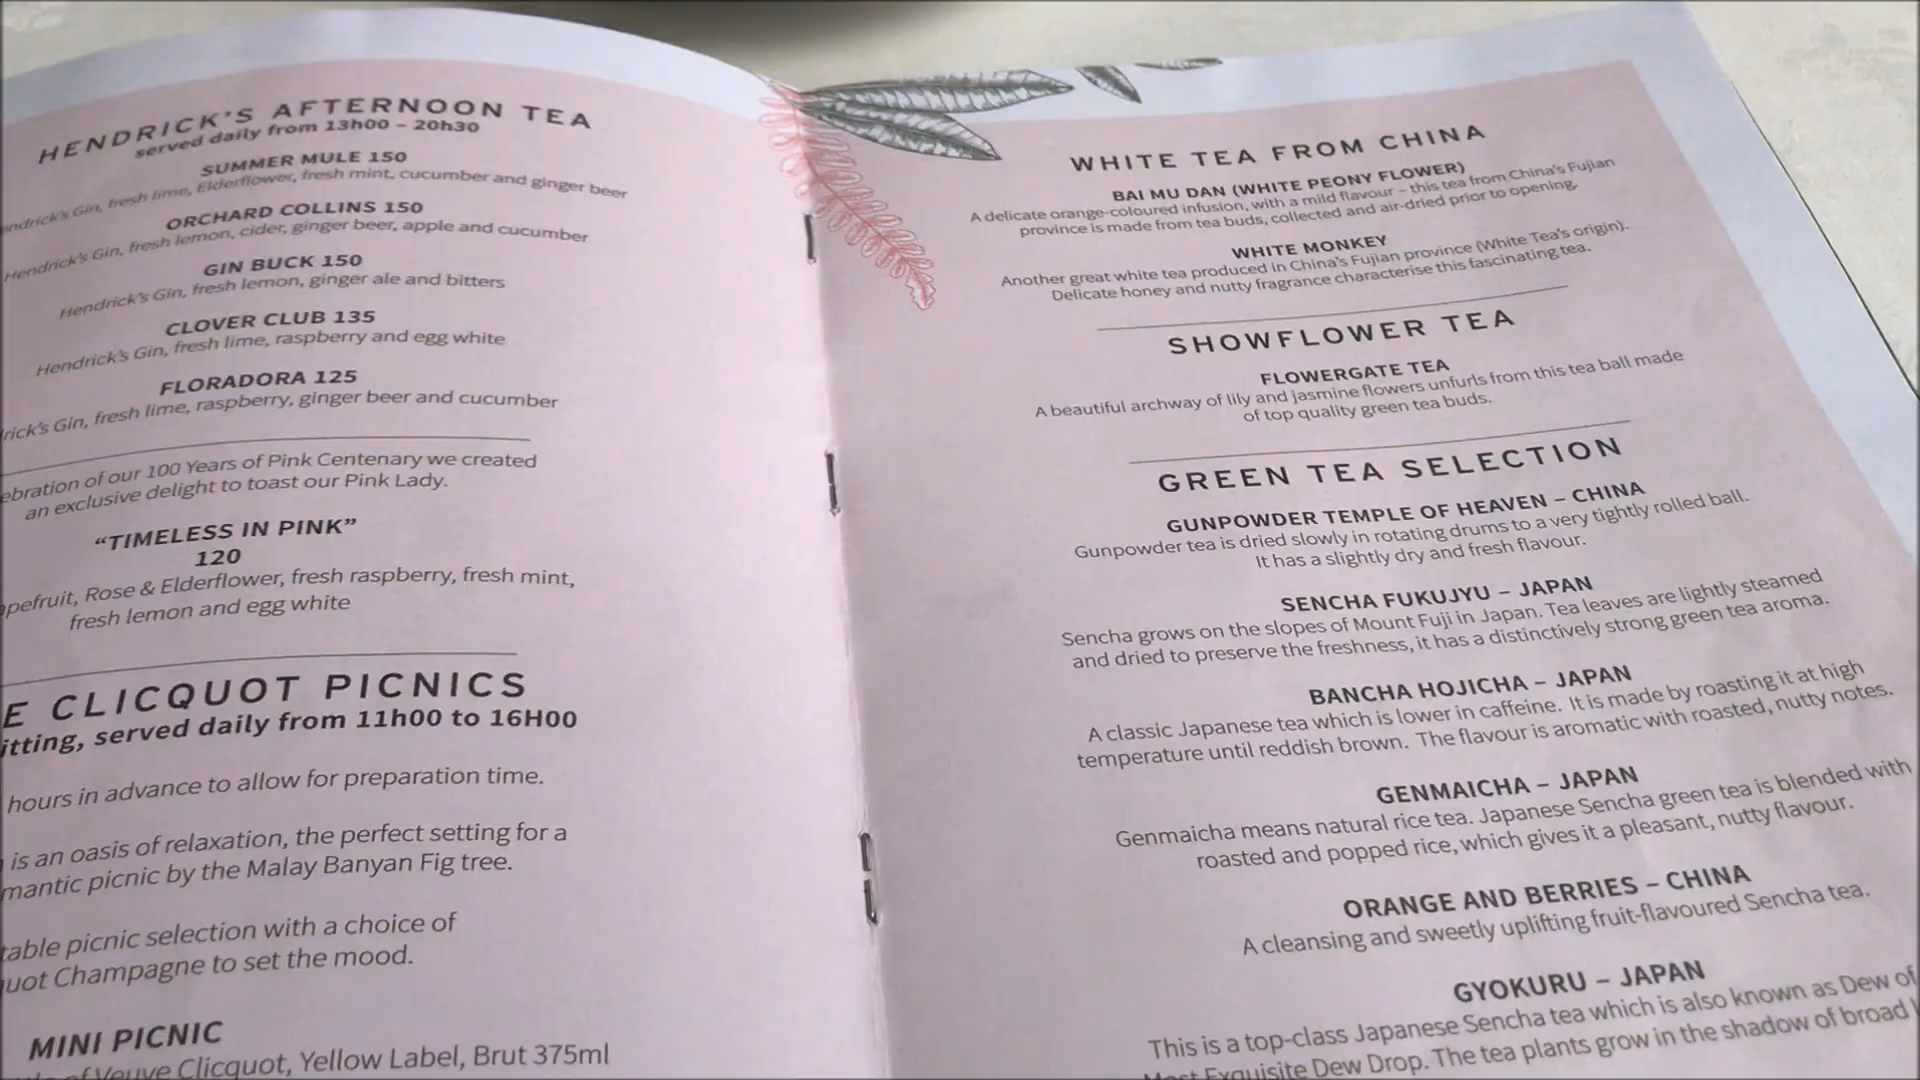 HENDRICK'S AFTERNOON TEA
served daily from 13h00 – 20h30
SUMMER MULE 150
Gin, fresh lime, Elderflower, fresh mint, cucumber and ginger beer
ORCHARD COLLINS 150
Hendrick's Gin, fresh lemon, cider, ginger beer, apple and cucumber
GIN BUCK 150
Hendrick's Gin, fresh lemon, ginger ale and bitters
CLOVER CLUB 135
Hendrick's Gin, fresh lime, raspberry and egg white
FLORADORA 125
Gin, fresh lime, raspberry, ginger beer and cucumber
of our 100 Years of Pink Centenary we created
an exclusive delight to toast our Pink Lady.
“TIMELESS IN PINK”
120
Rose & Elderflower, fresh raspberry, fresh mint,
fresh lemon and egg white
E CLICQUOT PICNICS
itting, served daily from 11h00 to 16H00
hours in advance to allow for preparation time.
is an oasis of relaxation, the perfect setting for a
mantic picnic by the Malay Banyan Fig tree.
table picnic selection with a choice of
uot Champagne to set the mood.
MINI PICNIC
of Veuve Clicquot, Yellow Label, Brut 375ml
WHITE TEA FROM CHINA
BAI MU DAN (WHITE PEONY FLOWER)
A delicate orange-coloured infusion, with a mild flavour – this tea from China's Fujian
province is made from tea buds, collected and air-dried prior to opening.
WHITE MONKEY
Another great white tea produced in China's Fujian province (White Tea's origin).
Delicate honey and nutty fragrance characterise this fascinating tea.
SHOWFLOWER TEA
FLOWERGATE TEA
A beautiful archway of lily and jasmine flowers unfurls from this tea ball made
of top quality green tea buds.
GREEN TEA SELECTION
GUNPOWDER TEMPLE OF HEAVEN – CHINA
Gunpowder tea is dried slowly in rotating drums to a very tightly rolled ball.
It has a slightly dry and fresh flavour.
SENCHA FUKUJYU – JAPAN
Sencha grows on the slopes of Mount Fuji in Japan. Tea leaves are lightly steamed
and dried to preserve the freshness, it has a distinctively strong green tea aroma.
BANCHA HOJICHA – JAPAN
A classic Japanese tea which is lower in caffeine. It is made by roasting it at high
temperature until reddish brown. The flavour is aromatic with roasted, nutty notes.
GENMAICHA – JAPAN
Genmaicha means natural rice tea. Japanese Sencha green tea is blended with
roasted and popped rice, which gives it a pleasant, nutty flavour.
ORANGE AND BERRIES – CHINA
A cleansing and sweetly uplifting fruit-flavoured Sencha tea.
GYOKURU – JAPAN
This is a top-class Japanese Sencha tea which is also known as Dew of
Most Exquisite Dew Drop. The tea plants grow in the shadow of broad